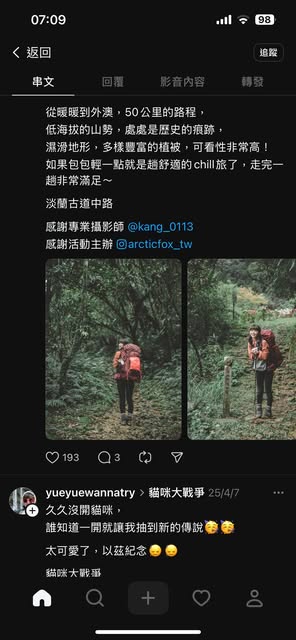 07:09
98
返回
追蹤
串文
回覆
影音內容
轉發
從暖暖到外澳，50公里的路程，
低海拔的山勢，處處是歷史的痕跡，
濕滑地形，多樣豐富的植被，可看性非常高！
如果包包輕一點就是趟舒適的chill旅了，走完一
趟非常滿足～
淡蘭古道中路
感謝專業攝影師 @kang_0113
感謝活動主辦 @arcticfox_tw
193
3
yueyuewannatry > 貓咪大戰爭 25/4/7
久久沒開貓咪，
誰知道一開就讓我抽到新的傳說🥳🥳
太可愛了，以茲紀念😞😞
貓咪大戰爭